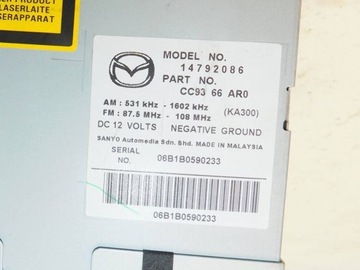 PRODUCT
LASERLAITE
LASERAPPARAT
MODEL NO.
14792086
PART NO.
CC93 66 AR0
AM : 531 kHz - 1602 kHz (KA300)
FM : 87.5 MHz - 108 MHz
DC 12 VOLTS NEGATIVE GROUND
SANYO Automedia Sdn. Bhd. MADE IN MALAYSIA
SERIAL
NO. 06B1B0590233
06B1B0590233